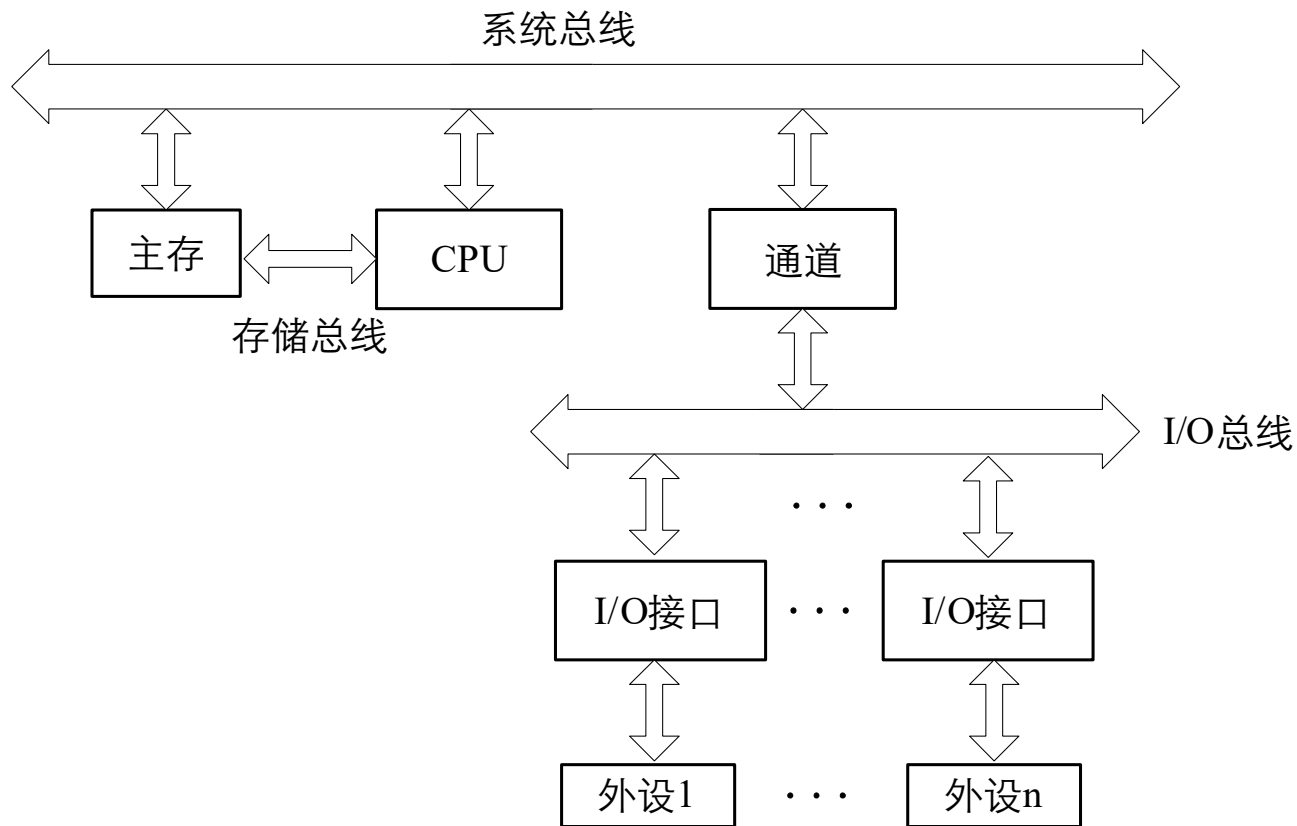 系统总线
主存
CPU
通道
存储总线
I/O总线
· · ·
I/O接口
· · ·
I/O接口
外设1
· · ·
外设n